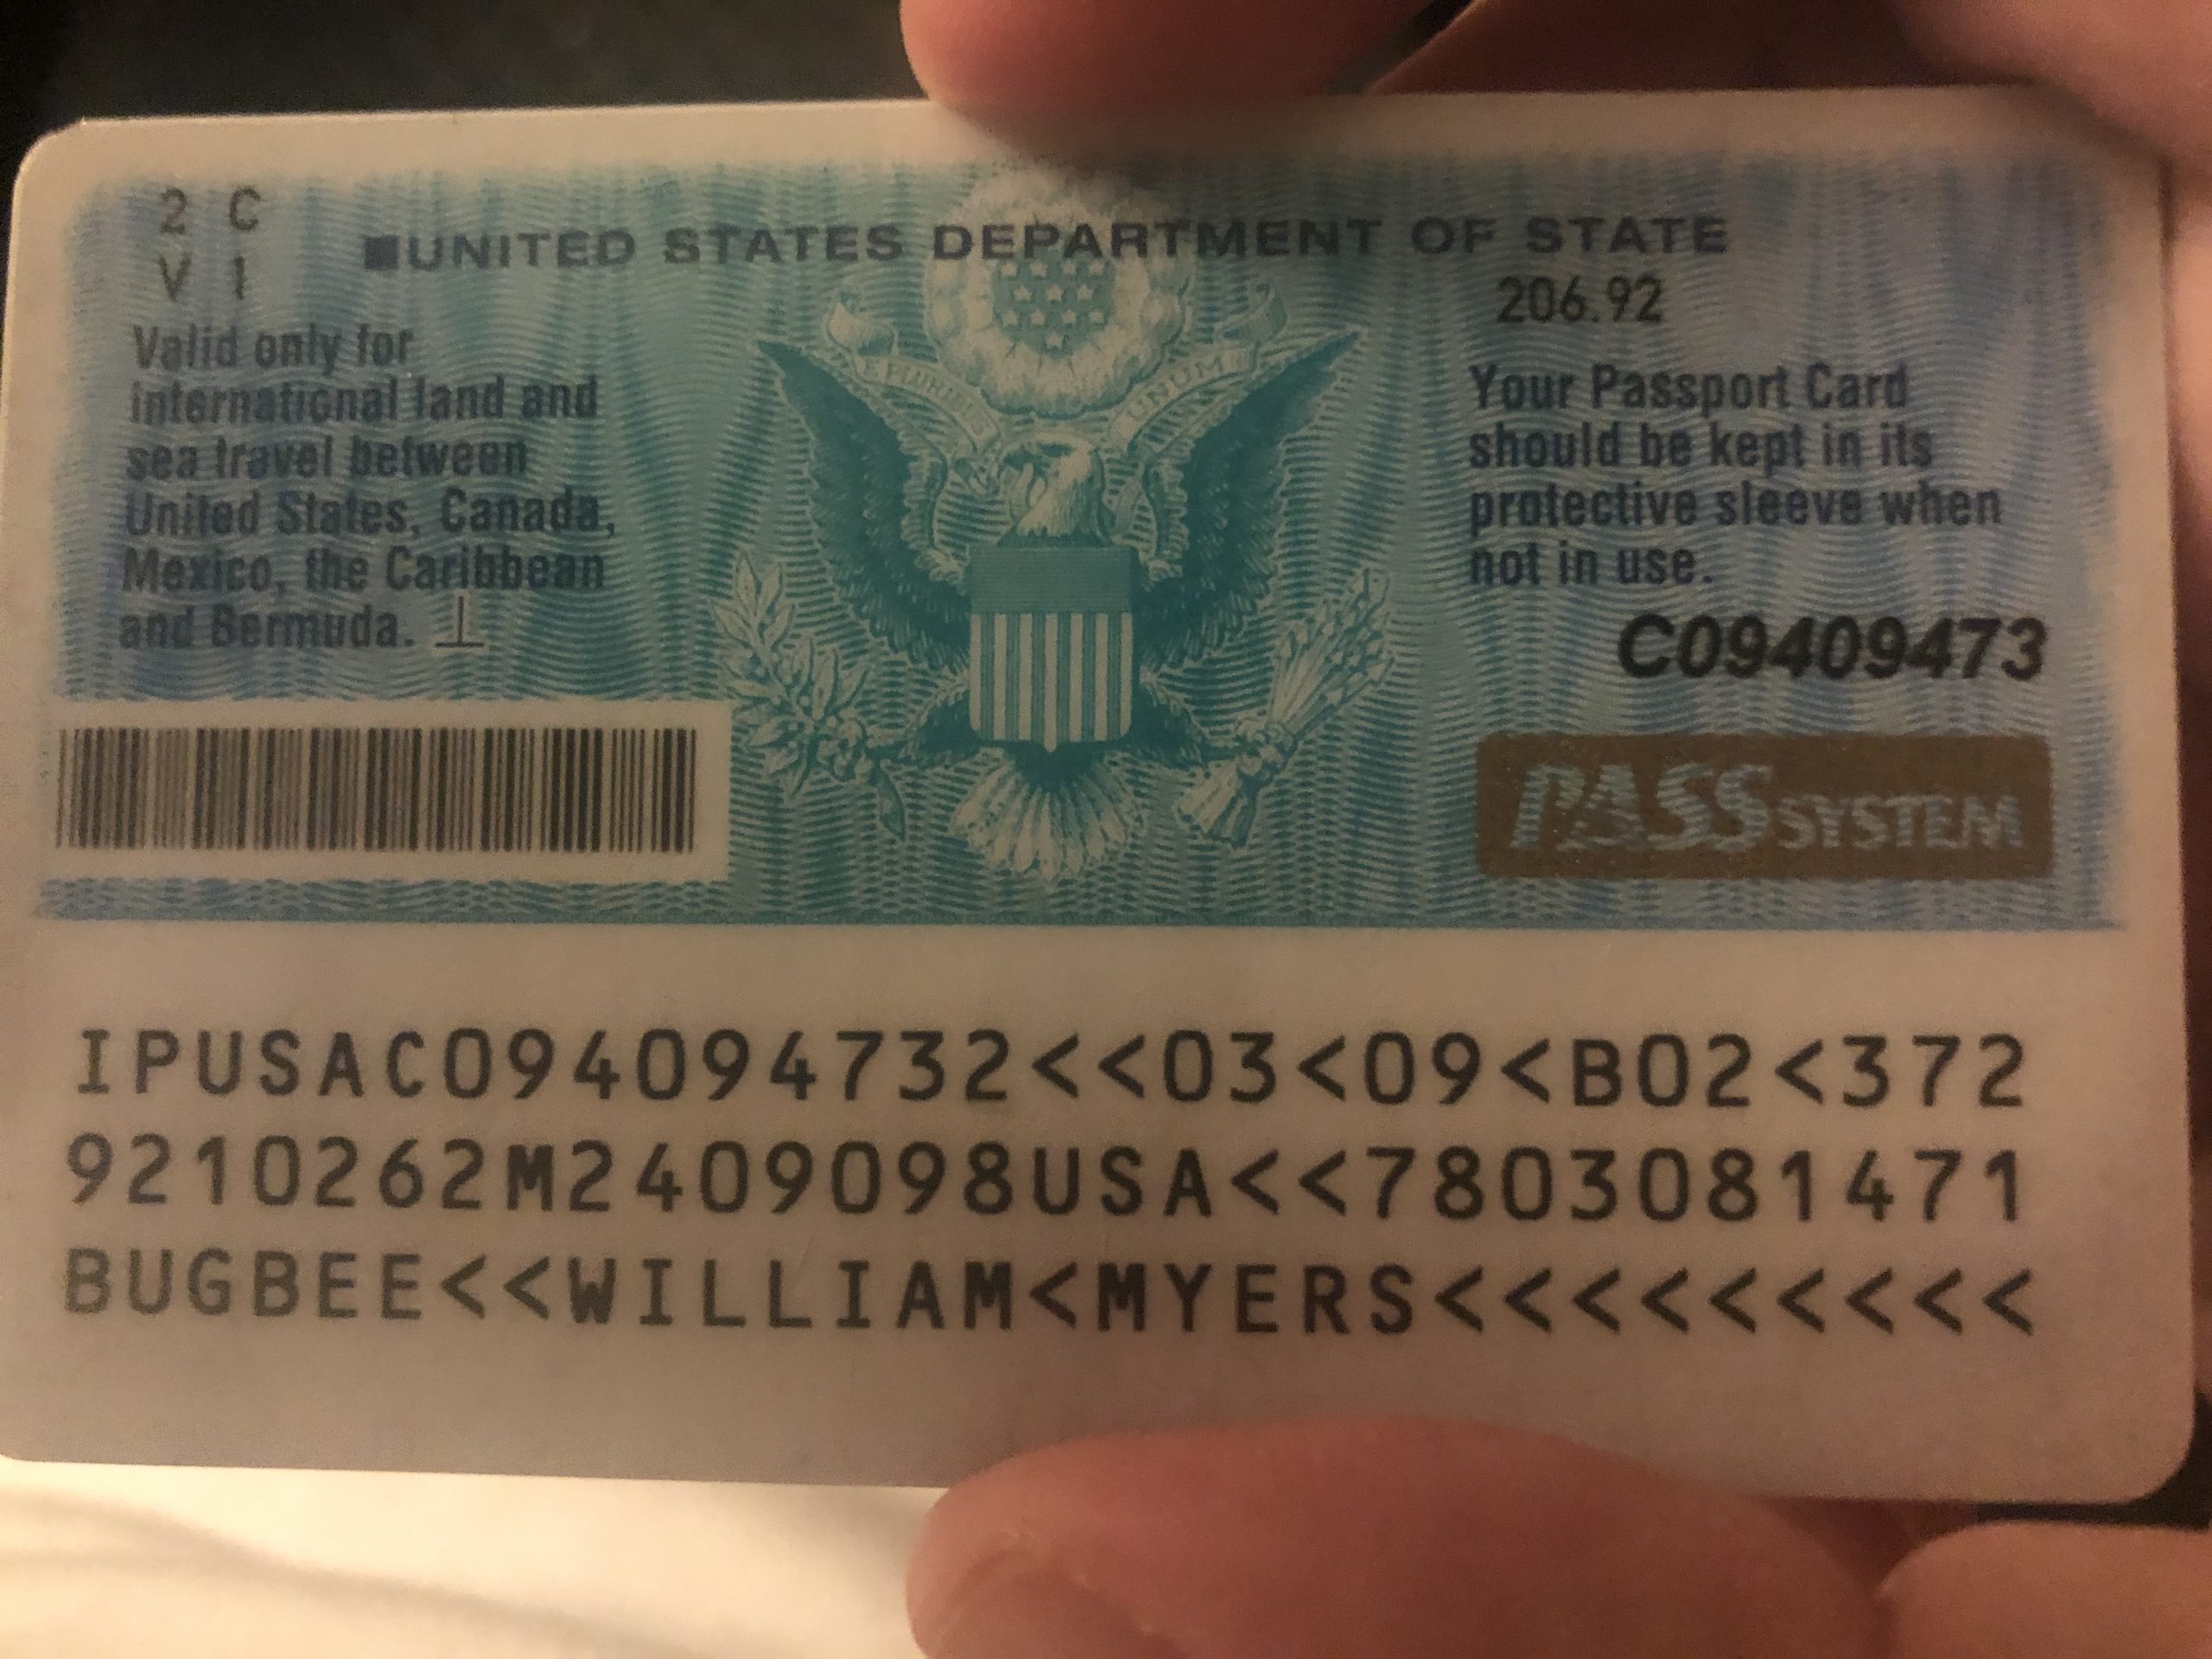 2 C
V 1
UNITED STATES DEPARTMENT OF STATE
206.92
Valid only for
international land and
sea travel between
United States, Canada,
Mexico, the Caribbean
and Bermuda.
E PLURIBUS UNUM
Your Passport Card
should be kept in its
protective sleeve when
not in use.
C09409473
PASS SYSTEM
IPUSAC094094732<<03<09<B02<372
9210262M2409098USA<<7803081471
BUGBEE<<WILLIAM<MYERS<<<<<<<<<